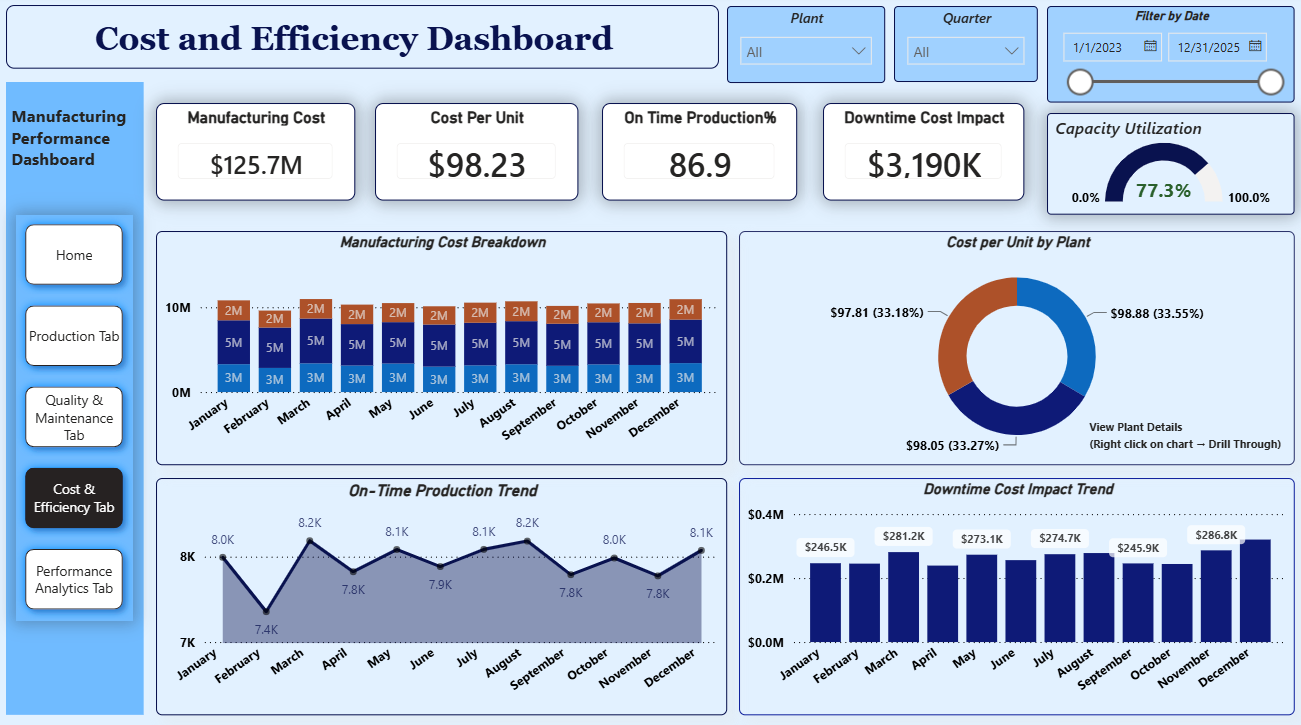 Cost and Efficiency Dashboard
Plant
All
Quarter
All
Filter by Date
1/1/2023
12/31/2025
Manufacturing
Performance
Dashboard
Home
Production Tab
Quality &
Maintenance
Tab
Cost &
Efficiency Tab
Performance
Analytics Tab
Manufacturing Cost
$125.7M
Cost Per Unit
$98.23
On Time Production%
86.9
Downtime Cost Impact
$3,190K
Capacity Utilization
0.0%
77.3%
100.0%
Manufacturing Cost Breakdown
10M
0M
2M 2M 2M 2M 2M 2M 2M 2M 2M 2M 2M 2M
5M 5M 5M 5M 5M 5M 5M 5M 5M 5M 5M 5M
3M 3M 3M 3M 3M 3M 3M 3M 3M 3M 3M 3M
January February March April May June July August September October November December
Cost per Unit by Plant
$97.81 (33.18%)
$98.88 (33.55%)
$98.05 (33.27%)
View Plant Details
(Right click on chart → Drill Through)
On-Time Production Trend
8K
7K
8.0K 7.4K 8.2K 7.8K 8.1K 7.9K 8.1K 8.2K 7.8K 8.0K 7.8K 8.1K
January February March April May June July August September October November December
Downtime Cost Impact Trend
$0.4M
$0.2M
$0.0M
$246.5K $281.2K $273.1K $274.7K $245.9K $286.8K
January February March April May June July August September October November December